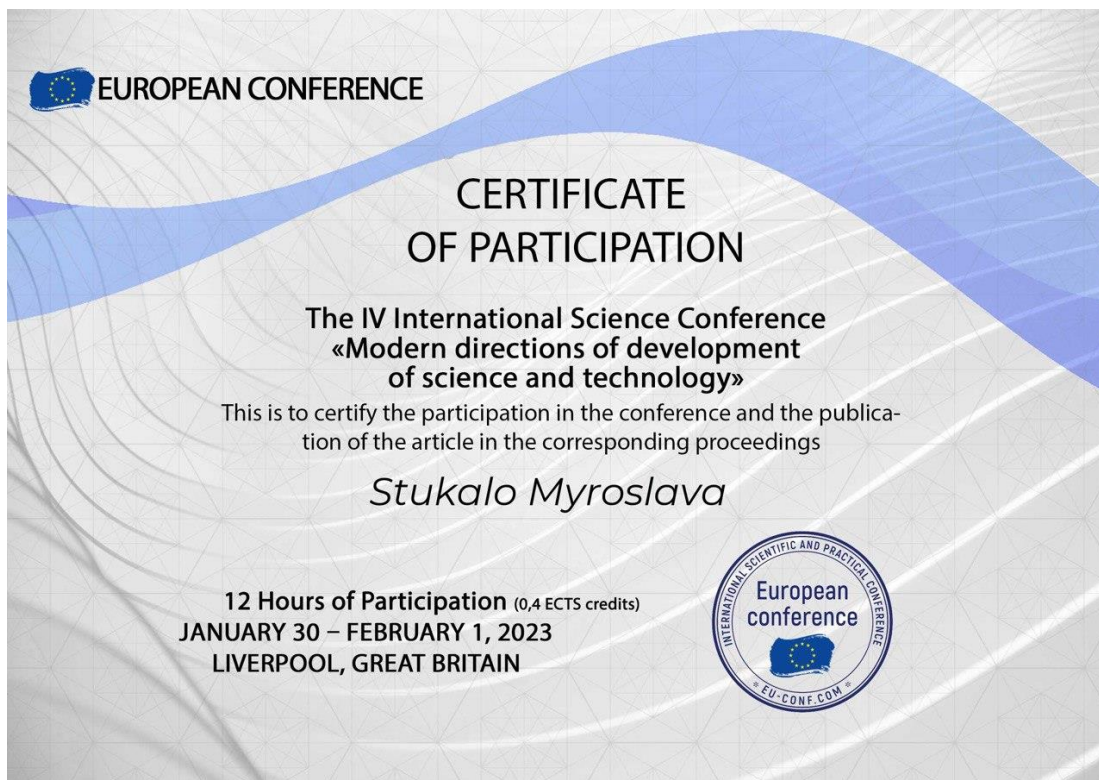 EUROPEAN CONFERENCE
CERTIFICATE
OF PARTICIPATION
The IV International Science Conference
«Modern directions of development
of science and technology»
This is to certify the participation in the conference and the publica-
tion of the article in the corresponding proceedings
Stukalo Myroslava
12 Hours of Participation (0,4 ECTS credits)
JANUARY 30 – FEBRUARY 1, 2023
LIVERPOOL, GREAT BRITAIN
INTERNATIONAL SCIENTIFIC AND PRACTICAL CONFERENCE
European
conference
* EU-CONF.COM *